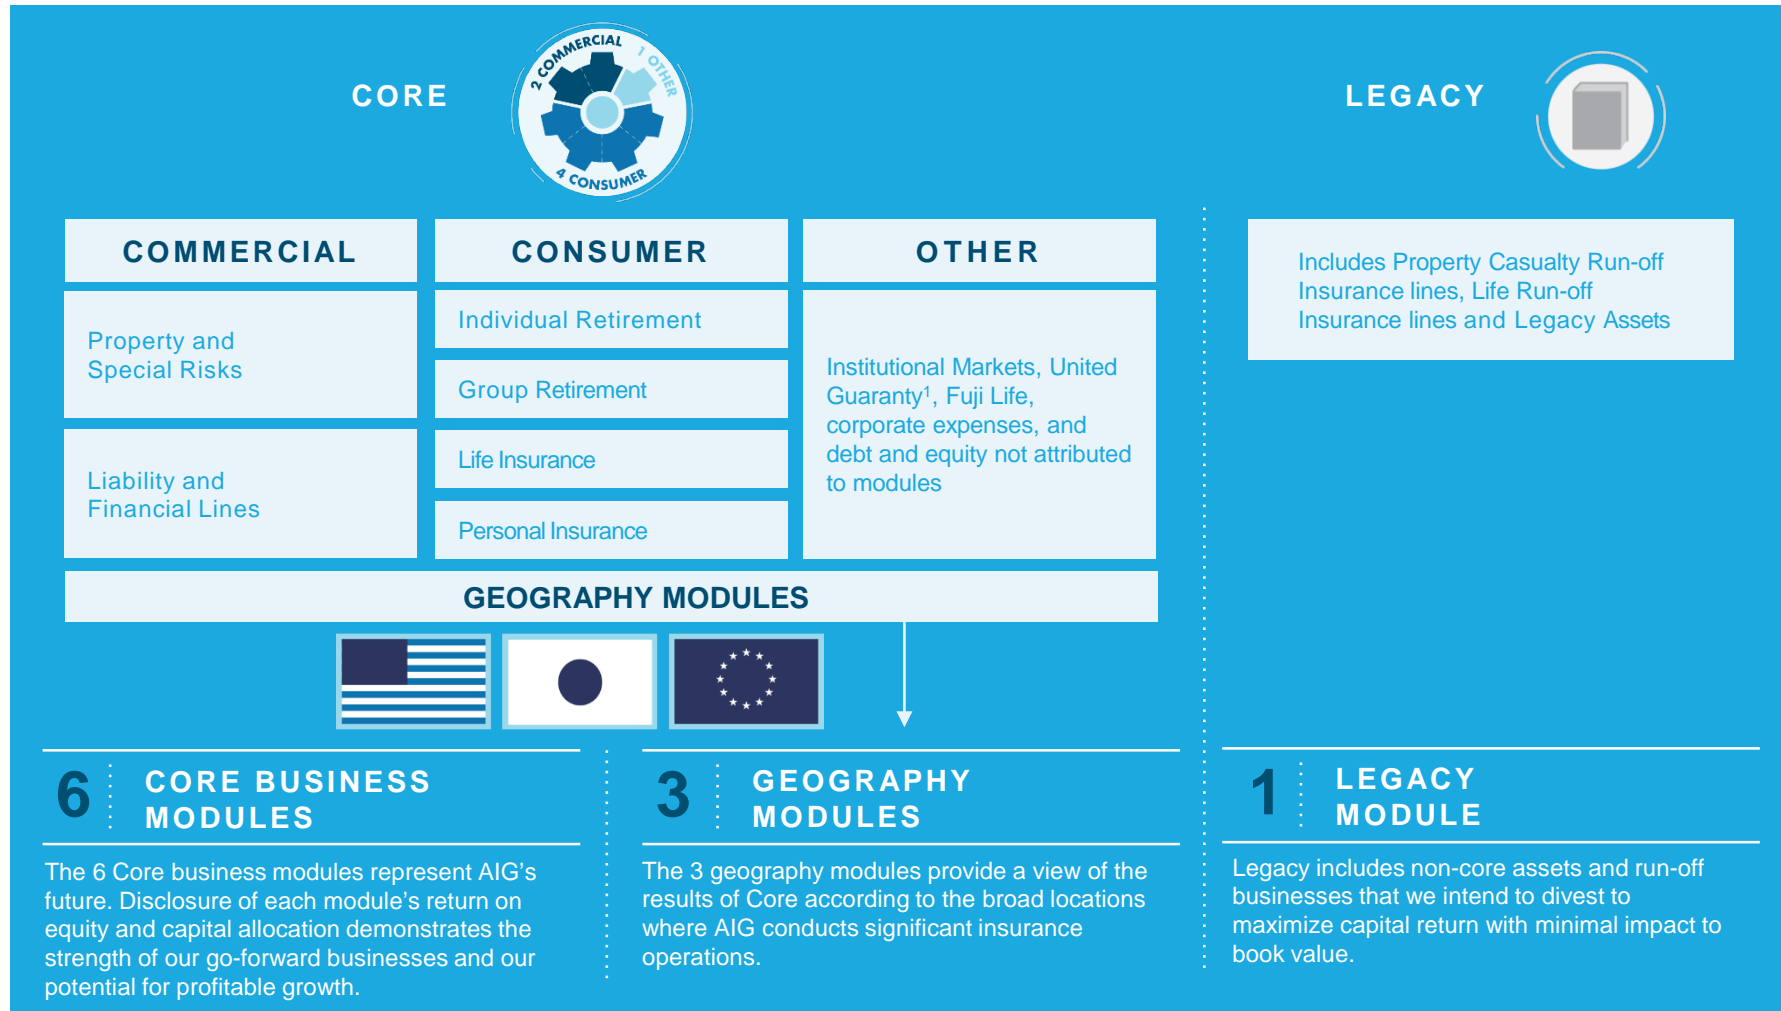 CORE
2 COMMERCIAL
1 OTHER
4 CONSUMER
LEGACY
COMMERCIAL
Property and
Special Risks
Liability and
Financial Lines
CONSUMER
Individual Retirement
Group Retirement
Life Insurance
Personal Insurance
OTHER
Institutional Markets, United
Guaranty¹, Fuji Life,
corporate expenses, and
debt and equity not attributed
to modules
Includes Property Casualty Run-off
Insurance lines, Life Run-off
Insurance lines and Legacy Assets
GEOGRAPHY MODULES
6
CORE BUSINESS
MODULES
The 6 Core business modules represent AIG’s
future. Disclosure of each module’s return on
equity and capital allocation demonstrates the
strength of our go-forward businesses and our
potential for profitable growth.
3
GEOGRAPHY
MODULES
The 3 geography modules provide a view of the
results of Core according to the broad locations
where AIG conducts significant insurance
operations.
1
LEGACY
MODULE
Legacy includes non-core assets and run-off
businesses that we intend to divest to
maximize capital return with minimal impact to
book value.